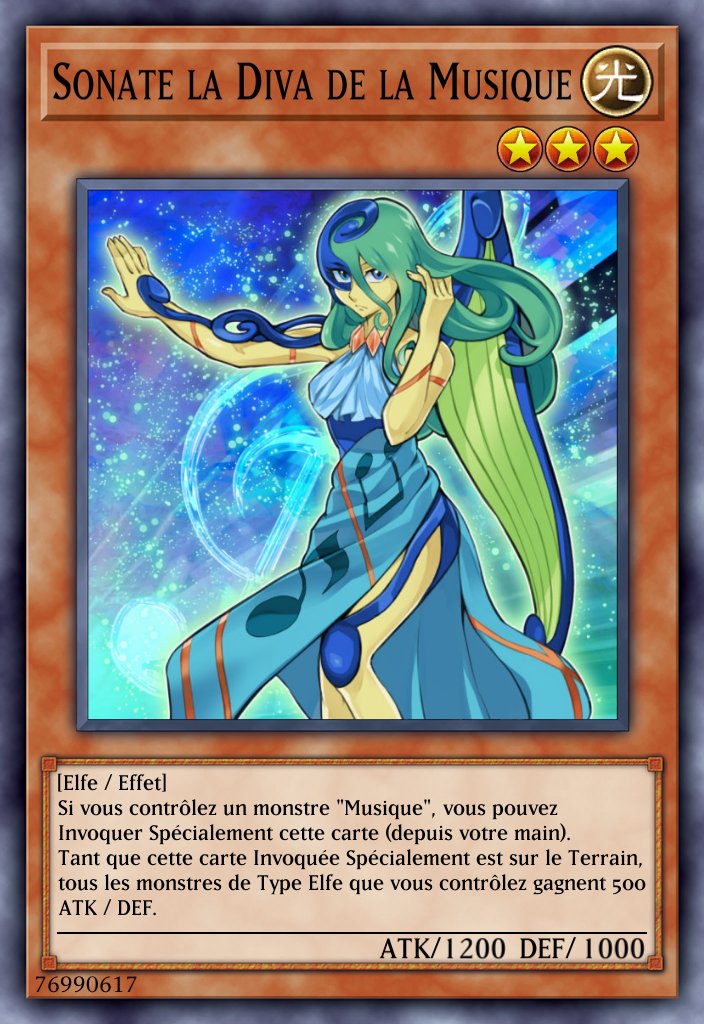 Sonate la Diva de la Musique
光
[Elfe / Effet]
Si vous contrôlez un monstre "Musique", vous pouvez
Invoquer Spécialement cette carte (depuis votre main).
Tant que cette carte Invoquée Spécialement est sur le Terrain,
tous les monstres de Type Elfe que vous contrôlez gagnent 500
ATK / DEF.
ATK/1200 DEF/ 1000
76990617